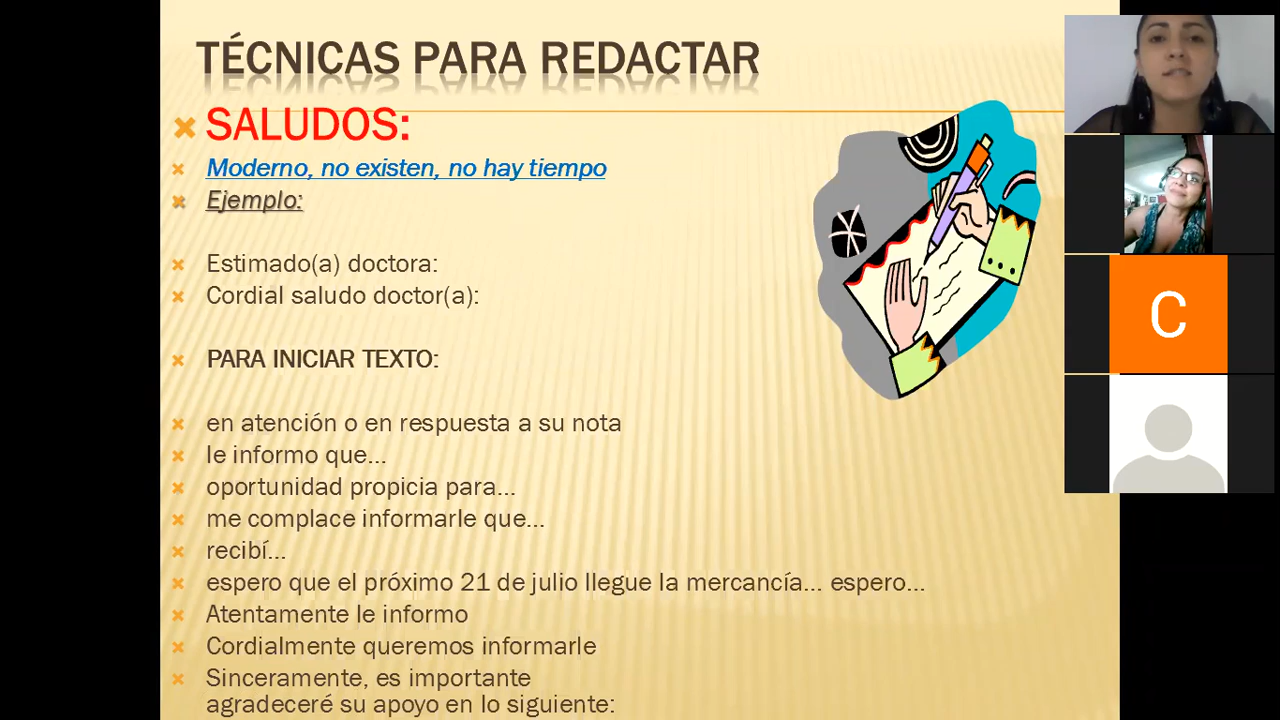 TÉCNICAS PARA REDACTAR
SALUDOS:
Moderno, no existen, no hay tiempo
Ejemplo:
Estimado(a) doctora:
Cordial saludo doctor(a):
PARA INICIAR TEXTO:
en atención o en respuesta a su nota
le informo que...
oportunidad propicia para...
me complace informarle que...
recibí...
espero que el próximo 21 de julio llegue la mercancía... espero...
Atentamente le informo
Cordialmente queremos informarle
Sinceramente, es importante
agradeceré su apoyo en lo siguiente:
C